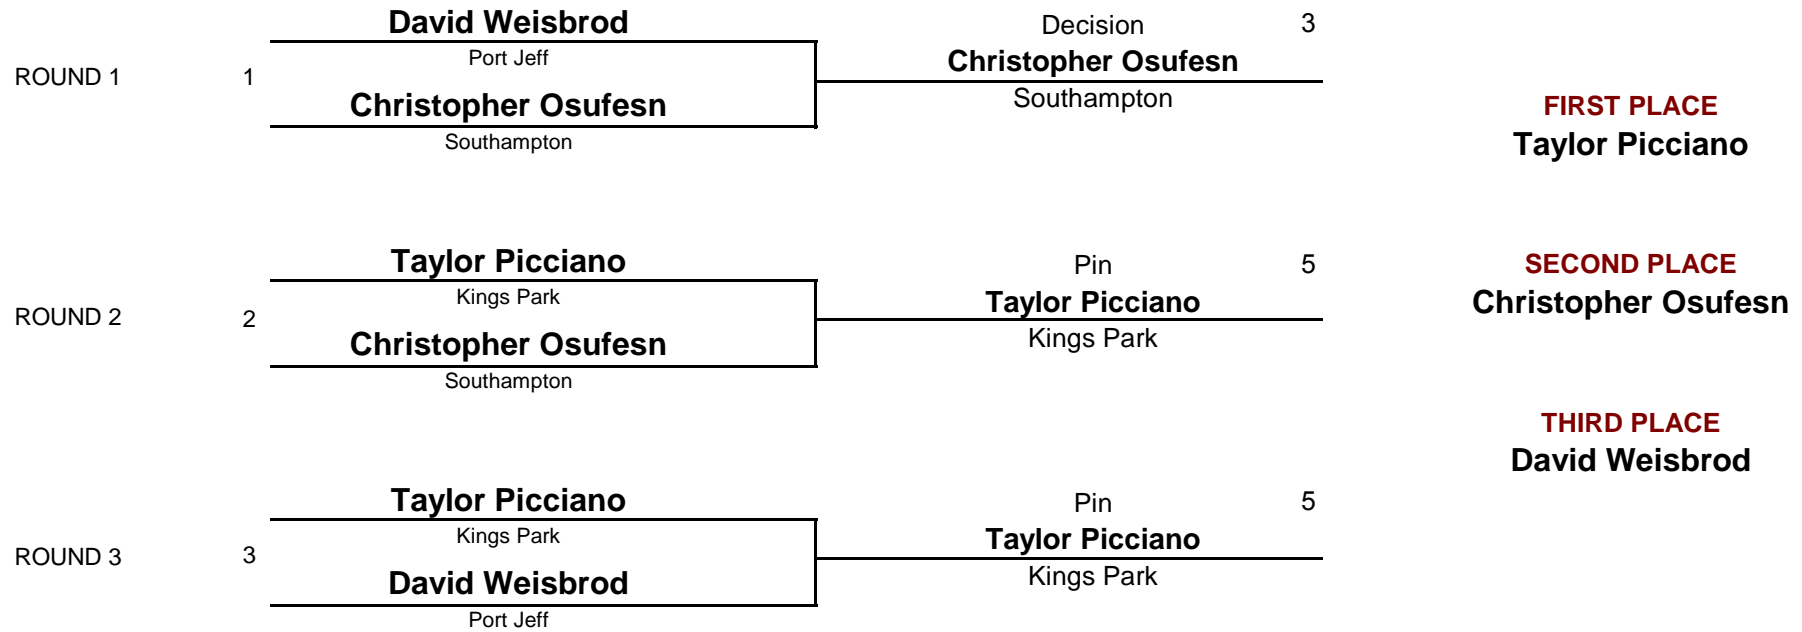 David Weisbrod
Decision 3
Port Jeff
Christopher Osufesn
ROUND 1 1
Christopher Osufesn
Southampton
FIRST PLACE
Southampton
Taylor Picciano
Taylor Picciano
Pin 5
SECOND PLACE
Kings Park
Taylor Picciano
Christopher Osufesn
ROUND 2 2
Christopher Osufesn
Kings Park
Southampton
THIRD PLACE
David Weisbrod
Taylor Picciano
Pin 5
Kings Park
Taylor Picciano
ROUND 3 3
David Weisbrod
Kings Park
Port Jeff